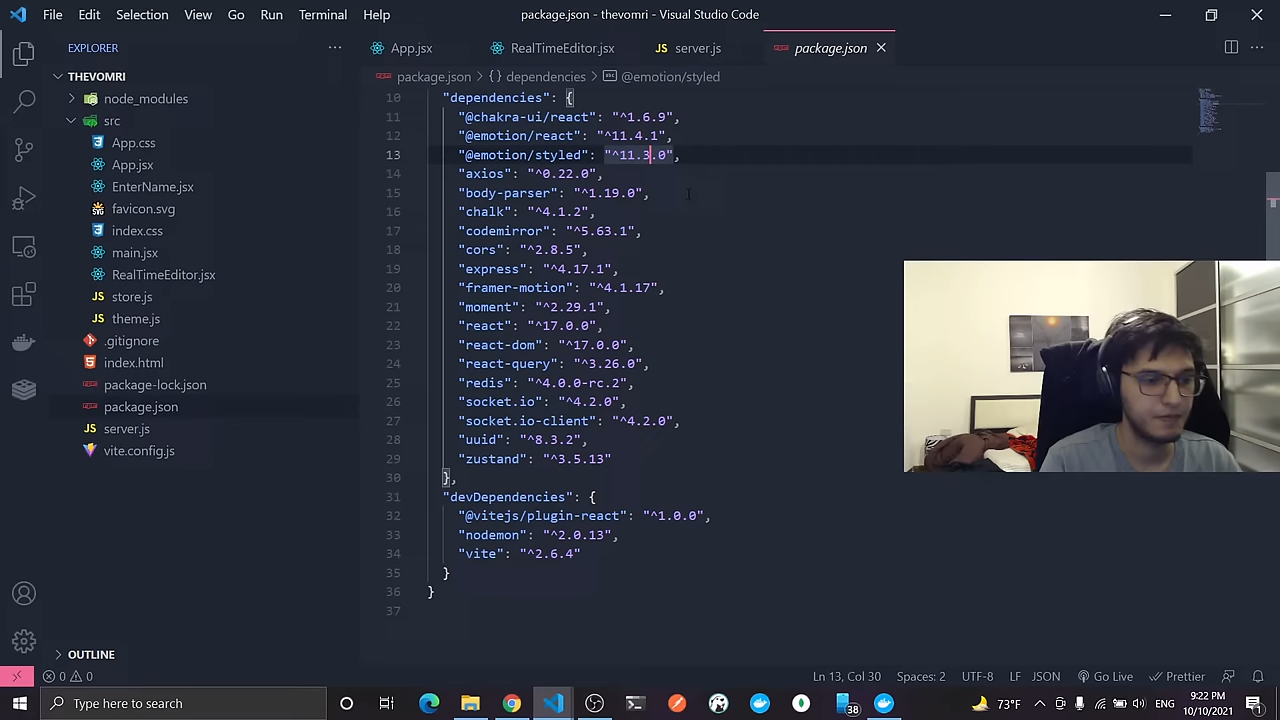 File Edit Selection View Go Run Terminal Help
package.json - thevomri - Visual Studio Code
EXPLORER
App.jsx RealTimeEditor.jsx JS server.js package.json
THEVOMRI
package.json > {} dependencies > abc @emotion/styled
node_modules
src
App.css
App.jsx
EnterName.jsx
favicon.svg
index.css
main.jsx
RealTimeEditor.jsx
JS store.js
JS theme.js
.gitignore
index.html
package-lock.json
package.json
JS server.js
vite.config.js
OUTLINE
10 "dependencies": {
11 "@chakra-ui/react": "^1.6.9",
12 "@emotion/react": "^11.4.1",
13 "@emotion/styled": "^11.3.0",
14 "axios": "^0.22.0",
15 "body-parser": "^1.19.0",
16 "chalk": "^4.1.2",
17 "codemirror": "^5.63.1",
18 "cors": "^2.8.5",
19 "express": "^4.17.1",
20 "framer-motion": "^4.1.17",
21 "moment": "^2.29.1",
22 "react": "^17.0.0",
23 "react-dom": "^17.0.0",
24 "react-query": "^3.26.0",
25 "redis": "^4.0.0-rc.2",
26 "socket.io": "^4.2.0",
27 "socket.io-client": "^4.2.0",
28 "uuid": "^8.3.2",
29 "zustand": "^3.5.13"
30 },
31 "devDependencies": {
32 "@vitejs/plugin-react": "^1.0.0",
33 "nodemon": "^2.0.13",
34 "vite": "^2.6.4"
35 }
36 }
37
0 0 Ln 13, Col 30 Spaces: 2 UTF-8 LF JSON Go Live Prettier
Type here to search
38
73°F
ENG
9:22 PM
10/10/2021
1